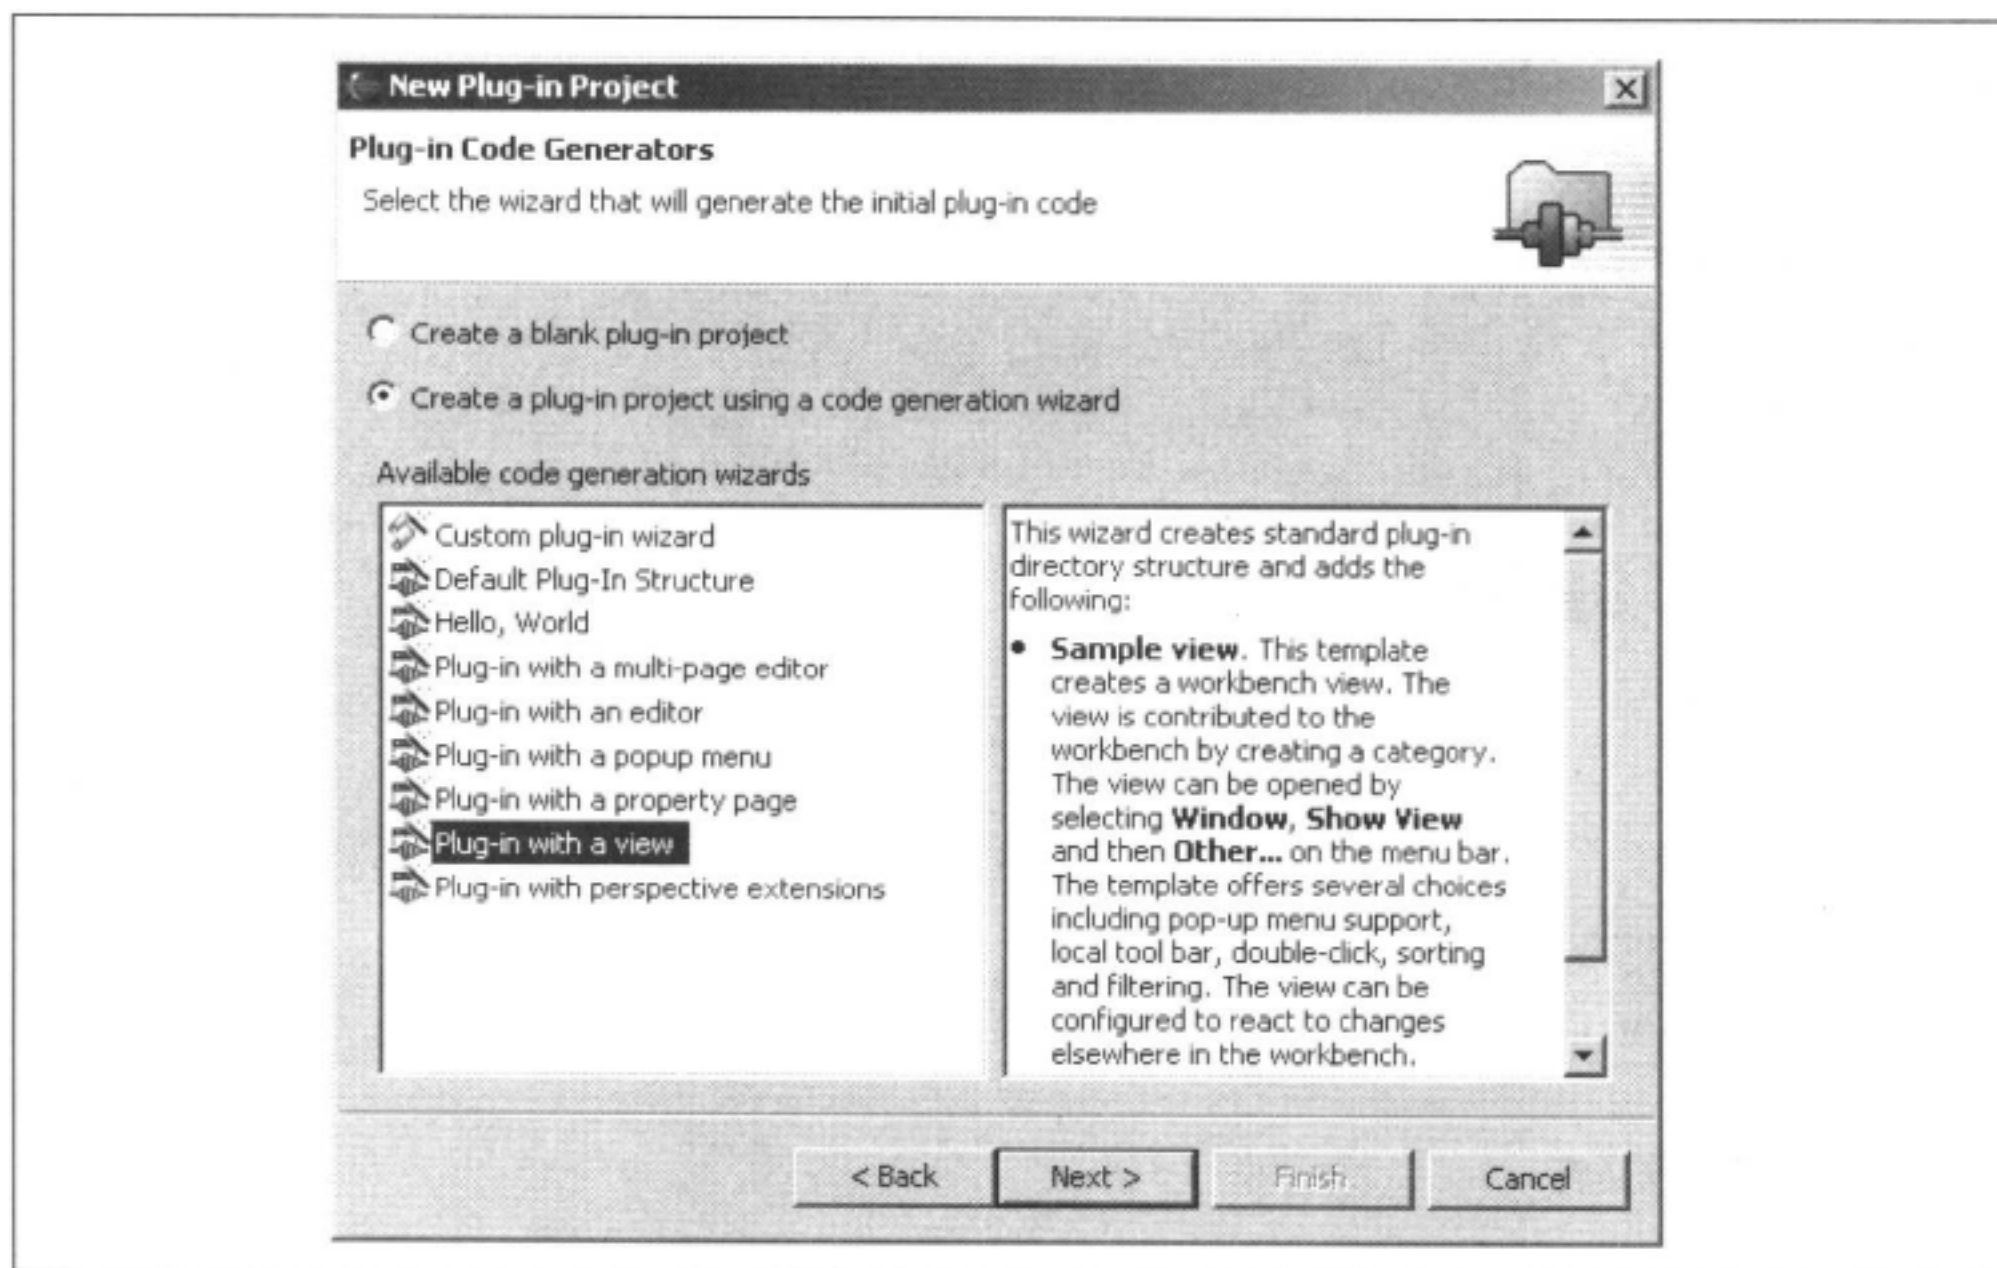 New Plug-in Project
Plug-in Code Generators
Select the wizard that will generate the initial plug-in code
Create a blank plug-in project
Create a plug-in project using a code generation wizard
Available code generation wizards
Custom plug-in wizard
Default Plug-In Structure
Hello, World
Plug-in with a multi-page editor
Plug-in with an editor
Plug-in with a popup menu
Plug-in with a property page
Plug-in with a view
Plug-in with perspective extensions
This wizard creates standard plug-in
directory structure and adds the
following:
• Sample view. This template
creates a workbench view. The
view is contributed to the
workbench by creating a category.
The view can be opened by
selecting Window, Show View
and then Other... on the menu bar.
The template offers several choices
including pop-up menu support,
local tool bar, double-click, sorting
and filtering. The view can be
configured to react to changes
elsewhere in the workbench.
< Back
Next >
Finish
Cancel